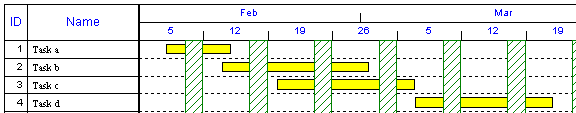 ID Name Feb Mar
5 12 19 26 5 12 19
1 Task a
2 Task b
3 Task c
4 Task d